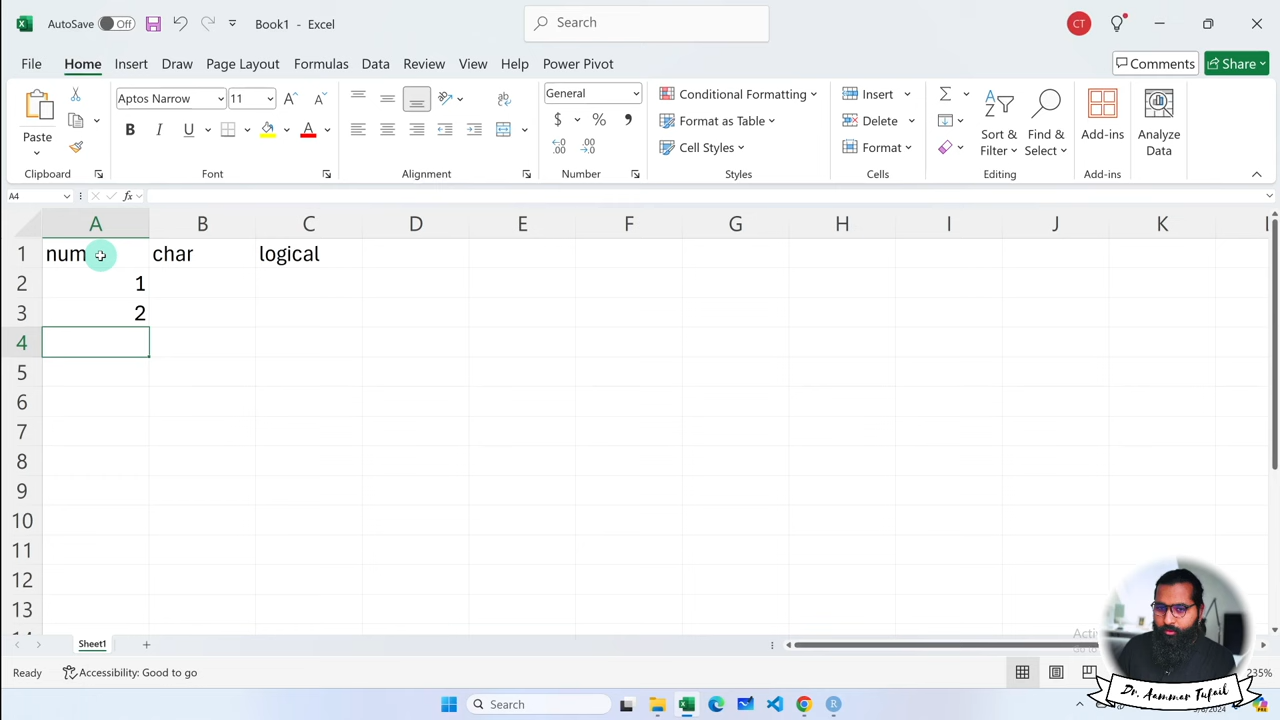 AutoSave Off Book1 - Excel Search CT
File Home Insert Draw Page Layout Formulas Data Review View Help Power Pivot Comments Share
Paste Aptos Narrow 11 General Conditional Formatting Insert Sort & Find & Add-ins Analyze
Format as Table Delete Filter Select Data
B I U $ % Cell Styles Format
Clipboard Font Alignment Number Styles Cells Editing Add-ins
A4 fx
A B C D E F G H I J K
1 num char logical
2 1
3 2
4
5
6
7
8
9
10
11
12
13
Sheet1
Ready Accessibility: Good to go 235%
Search
Dr. Aammar Tufail